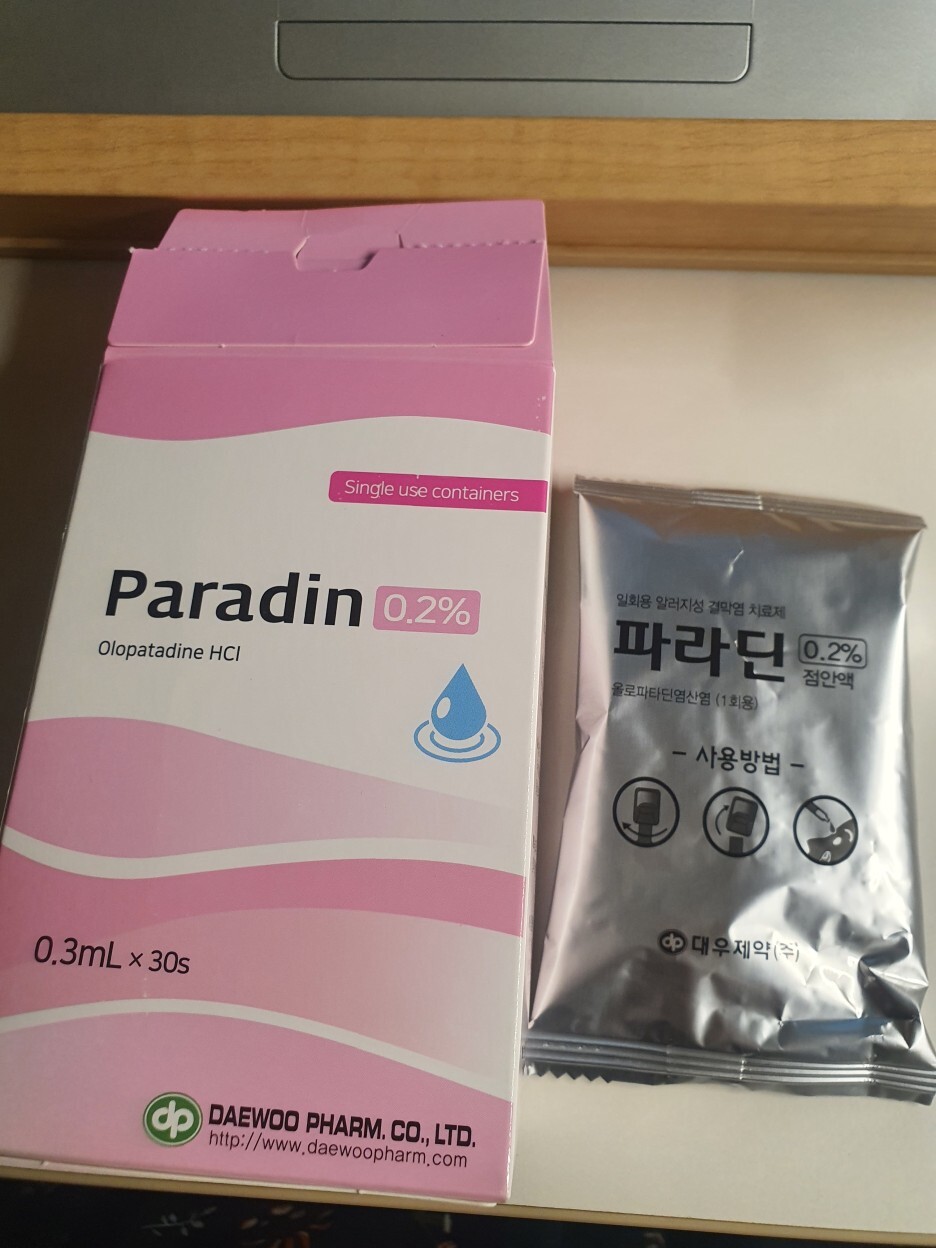 Single use containers
Paradin 0.2%
Olopatadine HCl
0.3mL × 30s
dp DAEWOO PHARM. CO., LTD.
http://www.daewoopharm.com
일회용 알러지성 결막염 치료제
파라딘 0.2%
점안액
올로파타딘염산염 (1회용)
- 사용방법 -
dp 대우제약(주)